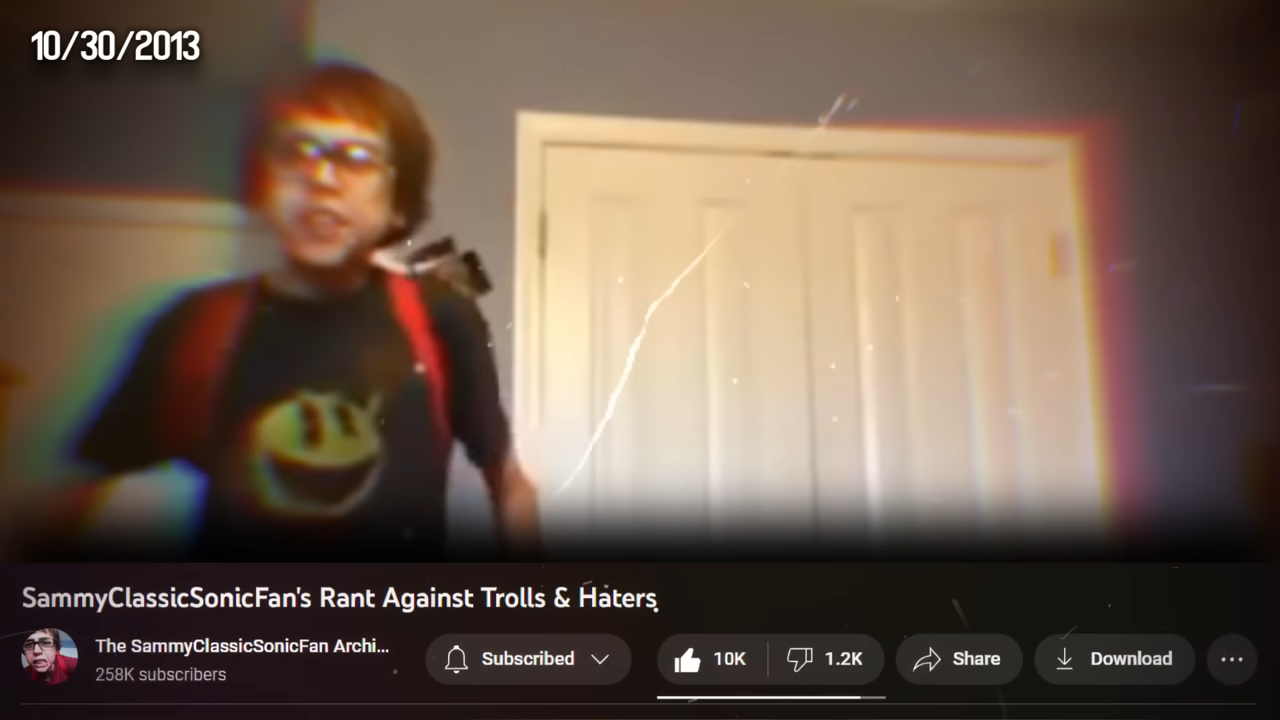 10/30/2013
SammyClassicSonicFan's Rant Against Trolls & Haters
The SammyClassicSonicFan Archi...
258K subscribers
Subscribed
10K
1.2K
Share
Download